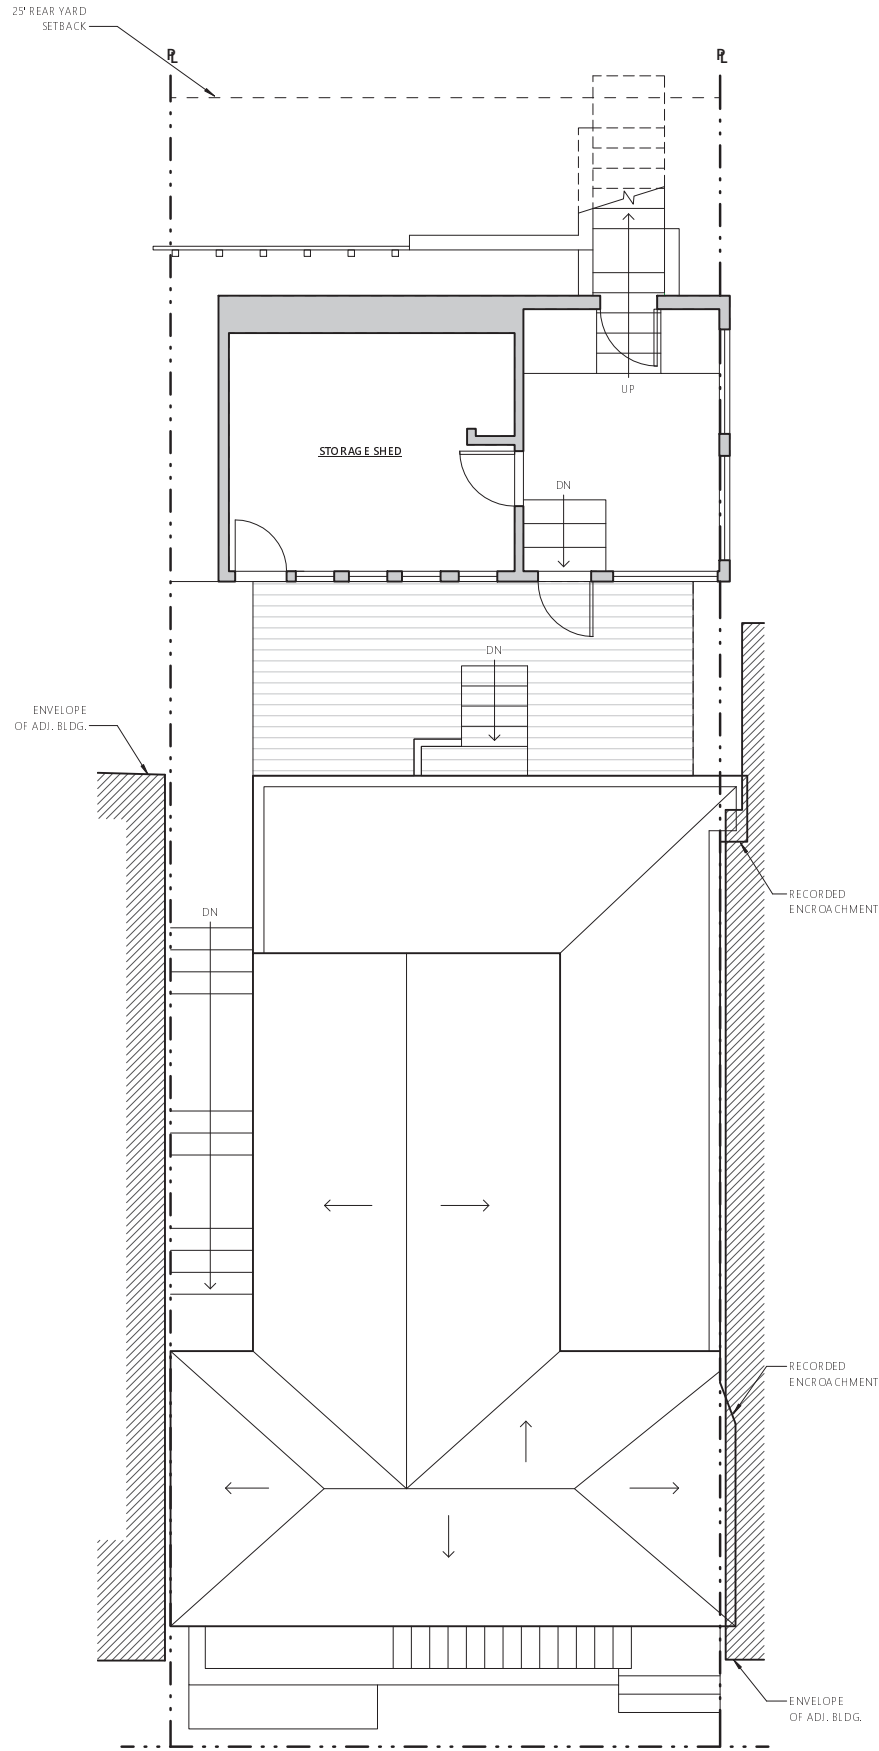 25' REAR YARD
SETBACK
PL
PL
UP
STORAGE SHED
DN
DN
ENVELOPE
OF ADJ. BLDG.
RECORDED
ENCROACHMENT
DN
RECORDED
ENCROACHMENT
ENVELOPE
OF ADJ. BLDG.